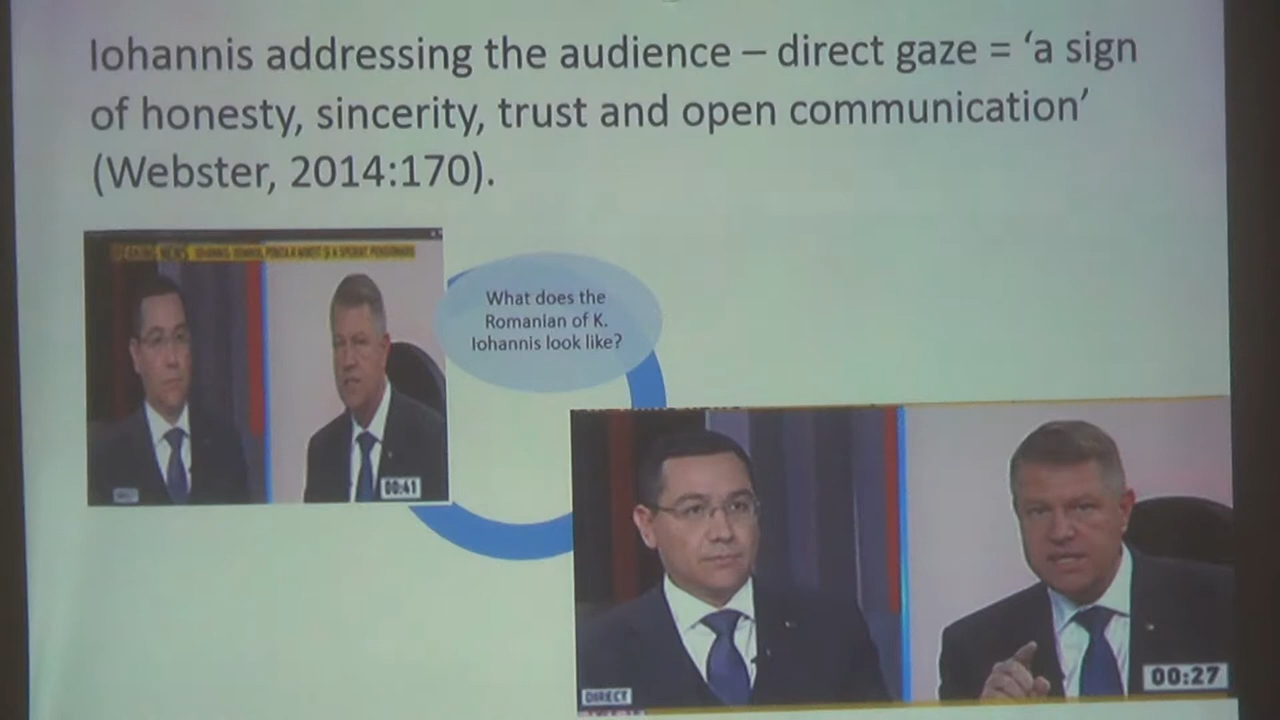 Iohannis addressing the audience – direct gaze = ‘a sign
of honesty, sincerity, trust and open communication’
(Webster, 2014:170).
NEWS
What does the
Romanian of K.
Iohannis look like?
00:41
DIRECT
00:27